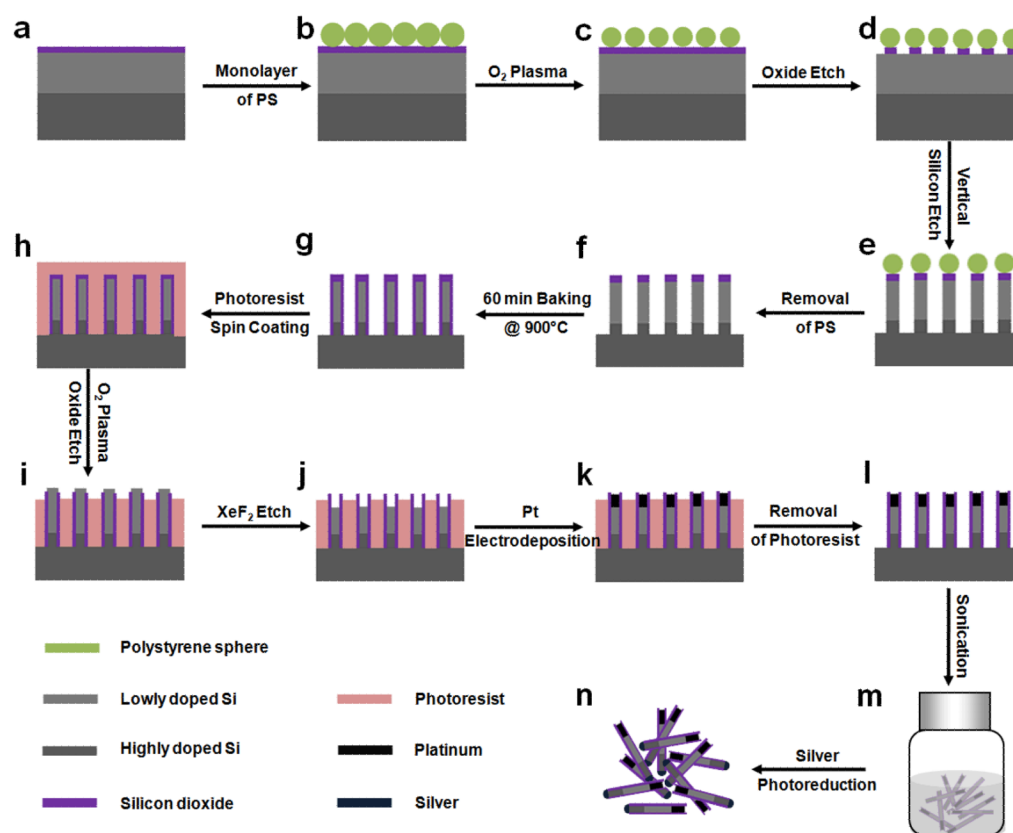 a
b
c
d
Monolayer
of PS
O₂ Plasma
Oxide Etch
Vertical
Silicon Etch
h
g
f
e
Photoresist
Spin Coating
60 min Baking
@ 900°C
Removal
of PS
O₂ Plasma
Oxide Etch
i
j
k
l
XeF₂ Etch
Pt
Electrodeposition
Removal
of Photoresist
Sonication
Polystyrene sphere
Lowly doped Si
Highly doped Si
Silicon dioxide
Photoresist
Platinum
Silver
n
m
Silver
Photoreduction